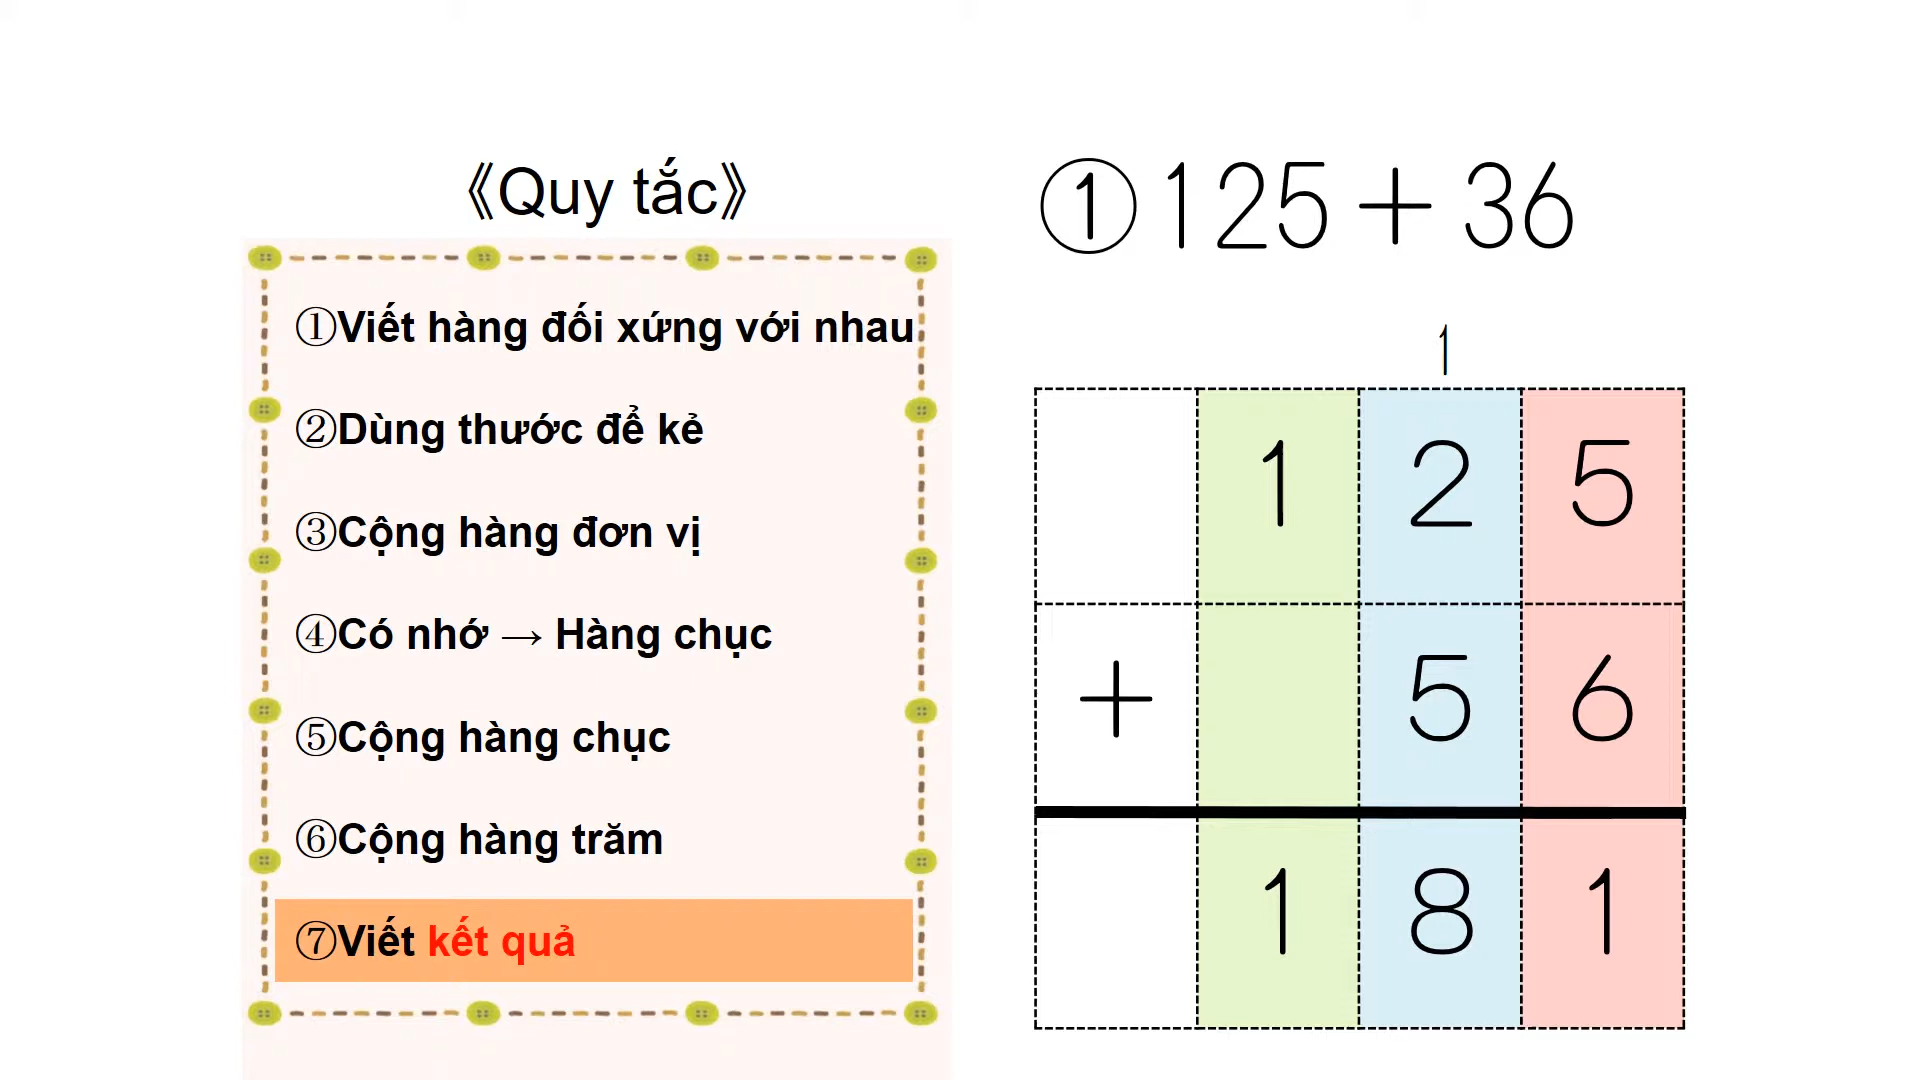 《Quy tắc》
①Viết hàng đối xứng với nhau
②Dùng thước để kẻ
③Cộng hàng đơn vị
④Có nhớ → Hàng chục
⑤Cộng hàng chục
⑥Cộng hàng trăm
⑦Viết kết quả
① 125 + 36
1
1 2 5
+ 5 6
1 8 1